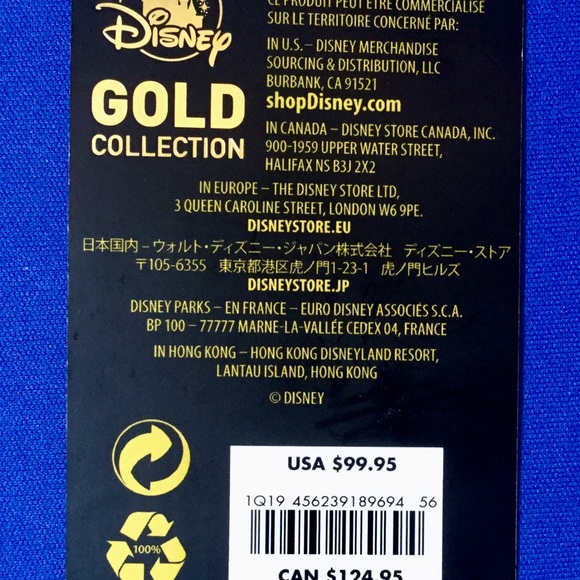 CE PRODUIT PEUT ÊTRE COMMERCIALISÉ
SUR LE TERRITOIRE CONCERNÉ PAR:
Disney
GOLD
COLLECTION
IN U.S.– DISNEY MERCHANDISE
SOURCING & DISTRIBUTION, LLC
BURBANK, CA 91521
shopDisney.com
IN CANADA – DISNEY STORE CANADA, INC.
900-1959 UPPER WATER STREET,
HALIFAX NS B3J 2X2
IN EUROPE – THE DISNEY STORE LTD,
3 QUEEN CAROLINE STREET, LONDON W6 9PE.
DISNEYSTORE.EU
日本国内 – ウォルト・ディズニー・ジャパン株式会社 ディズニー・ストア
〒105-6355 東京都港区虎ノ門1-23-1 虎ノ門ヒルズ
DISNEYSTORE.JP
DISNEY PARKS – EN FRANCE – EURO DISNEY ASSOCIÉS S.C.A.
BP 100 – 77777 MARNE-LA-VALLÉE CEDEX 04, FRANCE
IN HONG KONG – HONG KONG DISNEYLAND RESORT,
LANTAU ISLAND, HONG KONG
© DISNEY
USA $99.95
1Q19 456239189694 56
100%
CAN $124.95